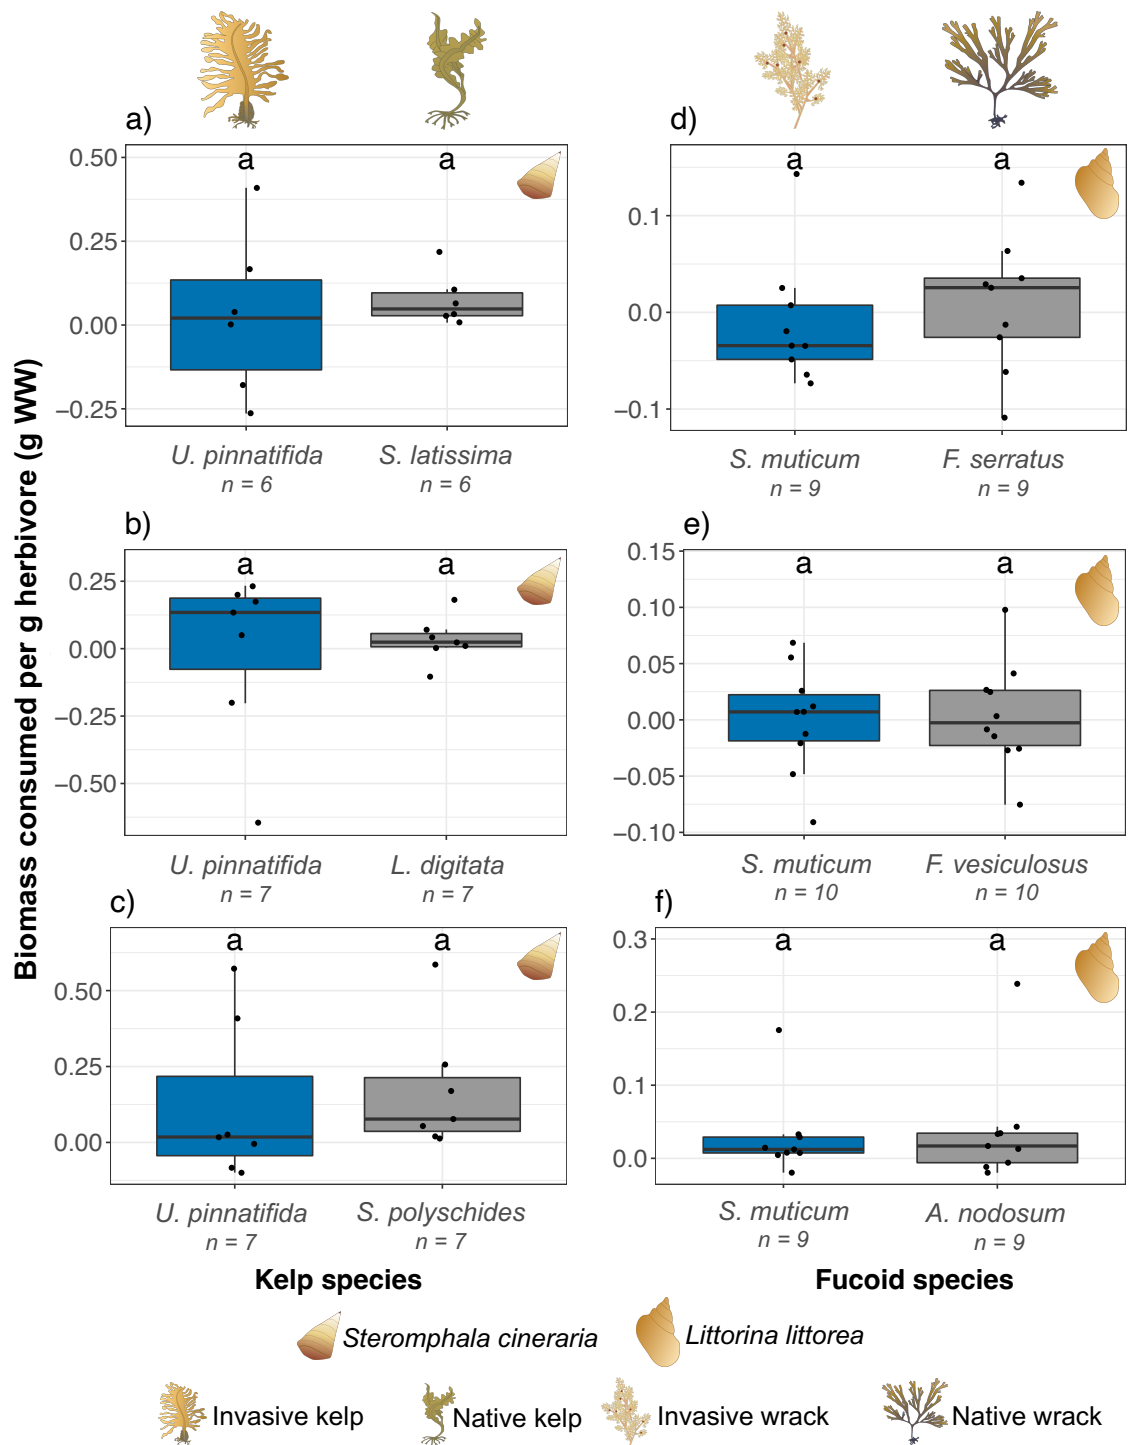 a)
a a
0.50
0.25
0.00
−0.25
U. pinnatifida S. latissima
n = 6 n = 6
d)
a a
0.1
0.0
−0.1
S. muticum F. serratus
n = 9 n = 9
b)
a a
0.25
0.00
−0.25
−0.50
U. pinnatifida L. digitata
n = 7 n = 7
e)
a a
0.15
0.10
0.05
0.00
−0.05
−0.10
S. muticum F. vesiculosus
n = 10 n = 10
c)
a a
0.50
0.25
0.00
U. pinnatifida S. polyschides
n = 7 n = 7
f)
a a
0.3
0.2
0.1
0.0
S. muticum A. nodosum
n = 9 n = 9
Biomass consumed per g herbivore (g WW)
Kelp species Fucoid species
Steromphala cineraria Littorina littorea
Invasive kelp Native kelp Invasive wrack Native wrack